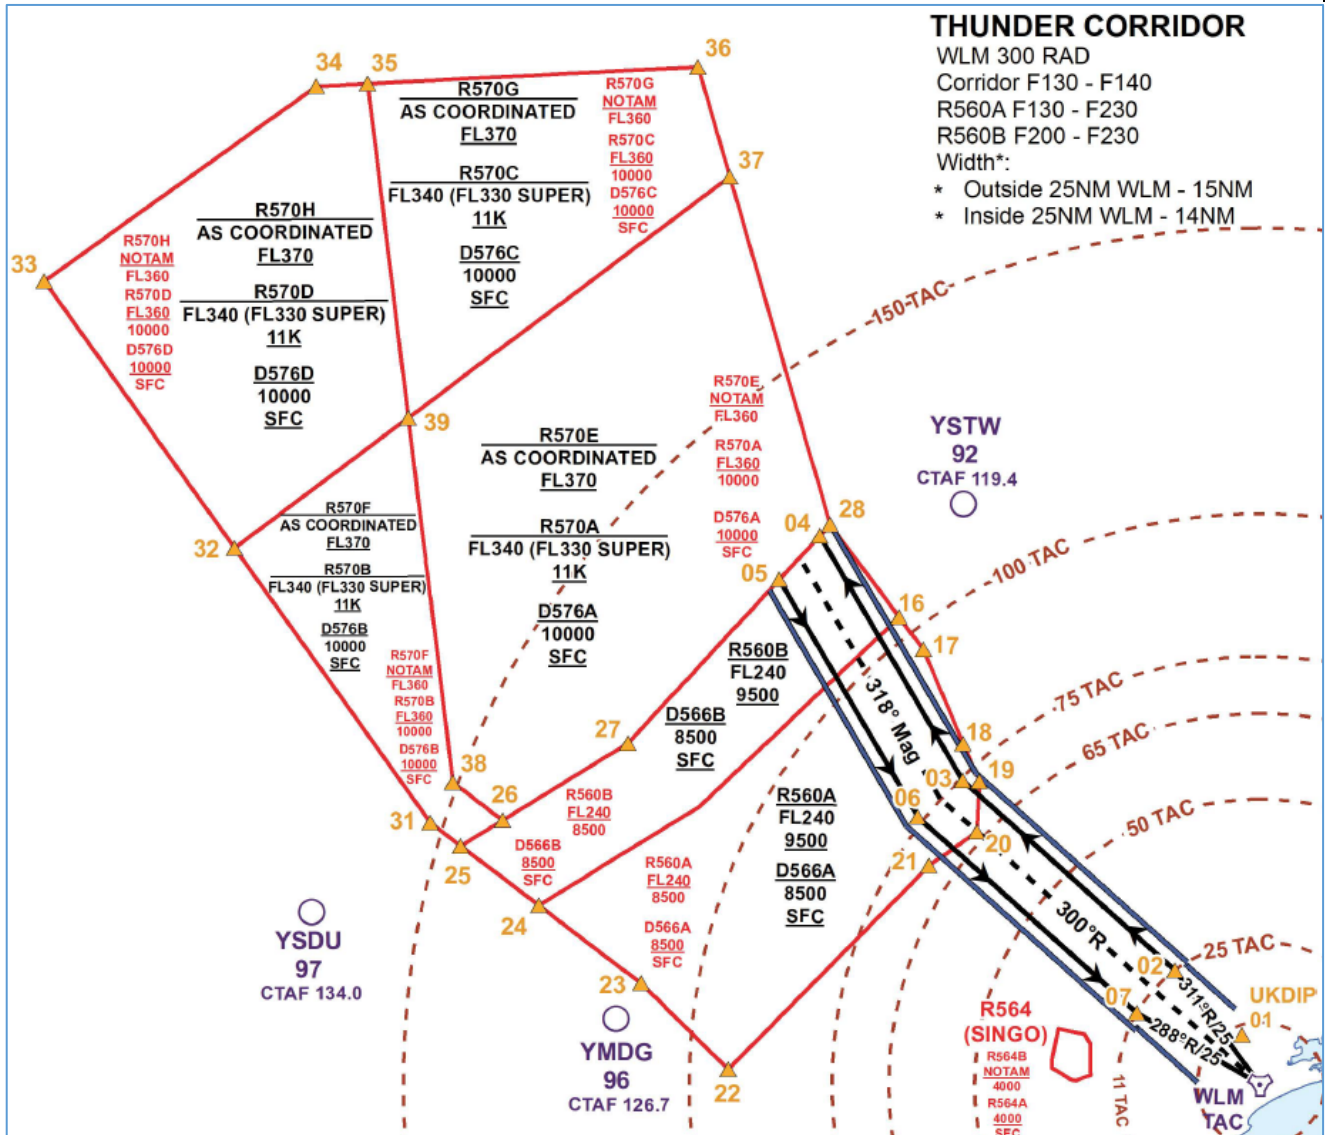 THUNDER CORRIDOR
WLM 300 RAD
Corridor F130 - F140
R560A F130 - F230
R560B F200 - F230
Width*:
* Outside 25NM WLM - 15NM
* Inside 25NM WLM - 14NM
34
35
36
37
33
R570G
AS COORDINATED
FL370
R570C
FL340 (FL330 SUPER)
11K
D576C
10000
SFC
R570G
NOTAM
FL360
R570C
FL360
10000
D576C
10000
SFC
R570H
AS COORDINATED
FL370
R570D
FL340 (FL330 SUPER)
11K
D576D
10000
SFC
R570H
NOTAM
FL360
R570D
FL360
10000
D576D
10000
SFC
150 TAC
39
R570E
AS COORDINATED
FL370
R570A
FL340 (FL330 SUPER)
11K
D576A
10000
SFC
R570E
NOTAM
FL360
R570A
FL360
10000
D576A
10000
SFC
YSTW
92
CTAF 119.4
32
R570F
AS COORDINATED
FL370
R570B
FL340 (FL330 SUPER)
11K
D576B
10000
SFC
R570F
NOTAM
FL360
R570B
FL360
10000
D576B
10000
SFC
04
28
05
100 TAC
16
17
R560B
FL240
9500
D566B
8500
SFC
318° Mag
75 TAC
27
18
65 TAC
38
03
19
26
R560B
FL240
8500
D566B
8500
SFC
R560A
FL240
9500
D566A
8500
SFC
06
31
50 TAC
20
25
21
R560A
FL240
8500
D566A
8500
SFC
24
300°R
YSDU
97
CTAF 134.0
25 TAC
02
23
07
311°R/25
UKDIP
01
R564
(SINGO)
R564B
NOTAM
4000
R564A
4000
SFC
288°R/25
YMDG
96
CTAF 126.7
22
11 TAC
WLM
TAC